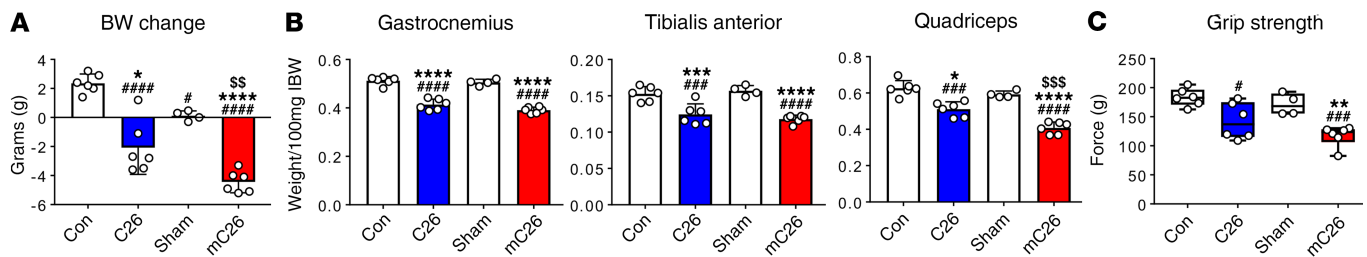 A
BW change
Grams (g)
4
2
0
-2
-4
-6
*
####
#
$$
****
####
Con
C26
Sham
mC26
B
Gastrocnemius
Weight/100mg IBW
0.6
0.4
0.2
0.0
****
####
****
####
Con
C26
Sham
mC26
Tibialis anterior
0.20
0.15
0.10
0.05
0.00
***
###
****
####
Con
C26
Sham
mC26
Quadriceps
0.8
0.6
0.4
0.2
0.0
*
###
$$$
****
####
Con
C26
Sham
mC26
C
Grip strength
Force (g)
250
200
150
100
50
0
#
**
###
Con
C26
Sham
mC26